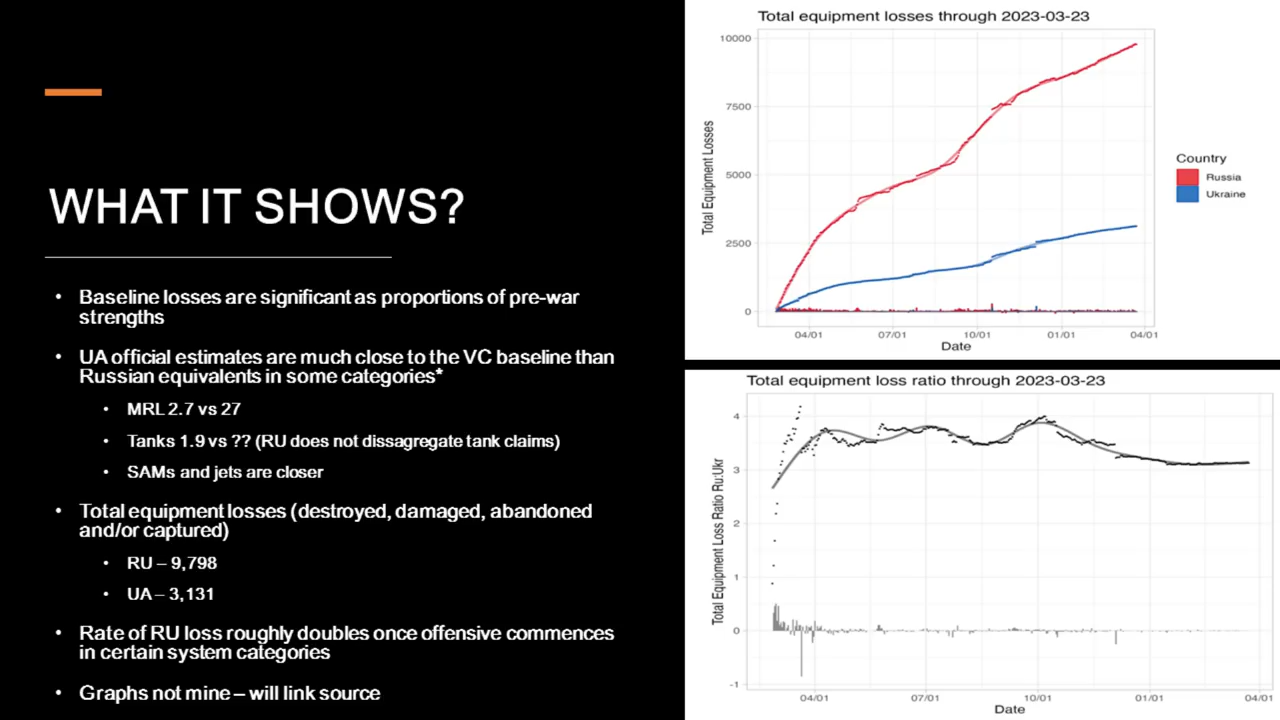 WHAT IT SHOWS?
• Baseline losses are significant as proportions of pre-war
strengths
• UA official estimates are much close to the VC baseline than
Russian equivalents in some categories*
• MRL 2.7 vs 27
• Tanks 1.9 vs ?? (RU does not dissagregate tank claims)
• SAMs and jets are closer
• Total equipment losses (destroyed, damaged, abandoned
and/or captured)
• RU – 9,798
• UA – 3,131
• Rate of RU loss roughly doubles once offensive commences
in certain system categories
• Graphs not mine – will link source
Total equipment losses through 2023-03-23
Total Equipment Losses
10000
7500
5000
2500
0
04/01
07/01
10/01
01/01
04/01
Date
Country
Russia
Ukraine
Total equipment loss ratio through 2023-03-23
Total Equipment Loss Ratio Ru:Ukr
4
3
2
1
0
-1
04/01
07/01
10/01
01/01
04/01
Date